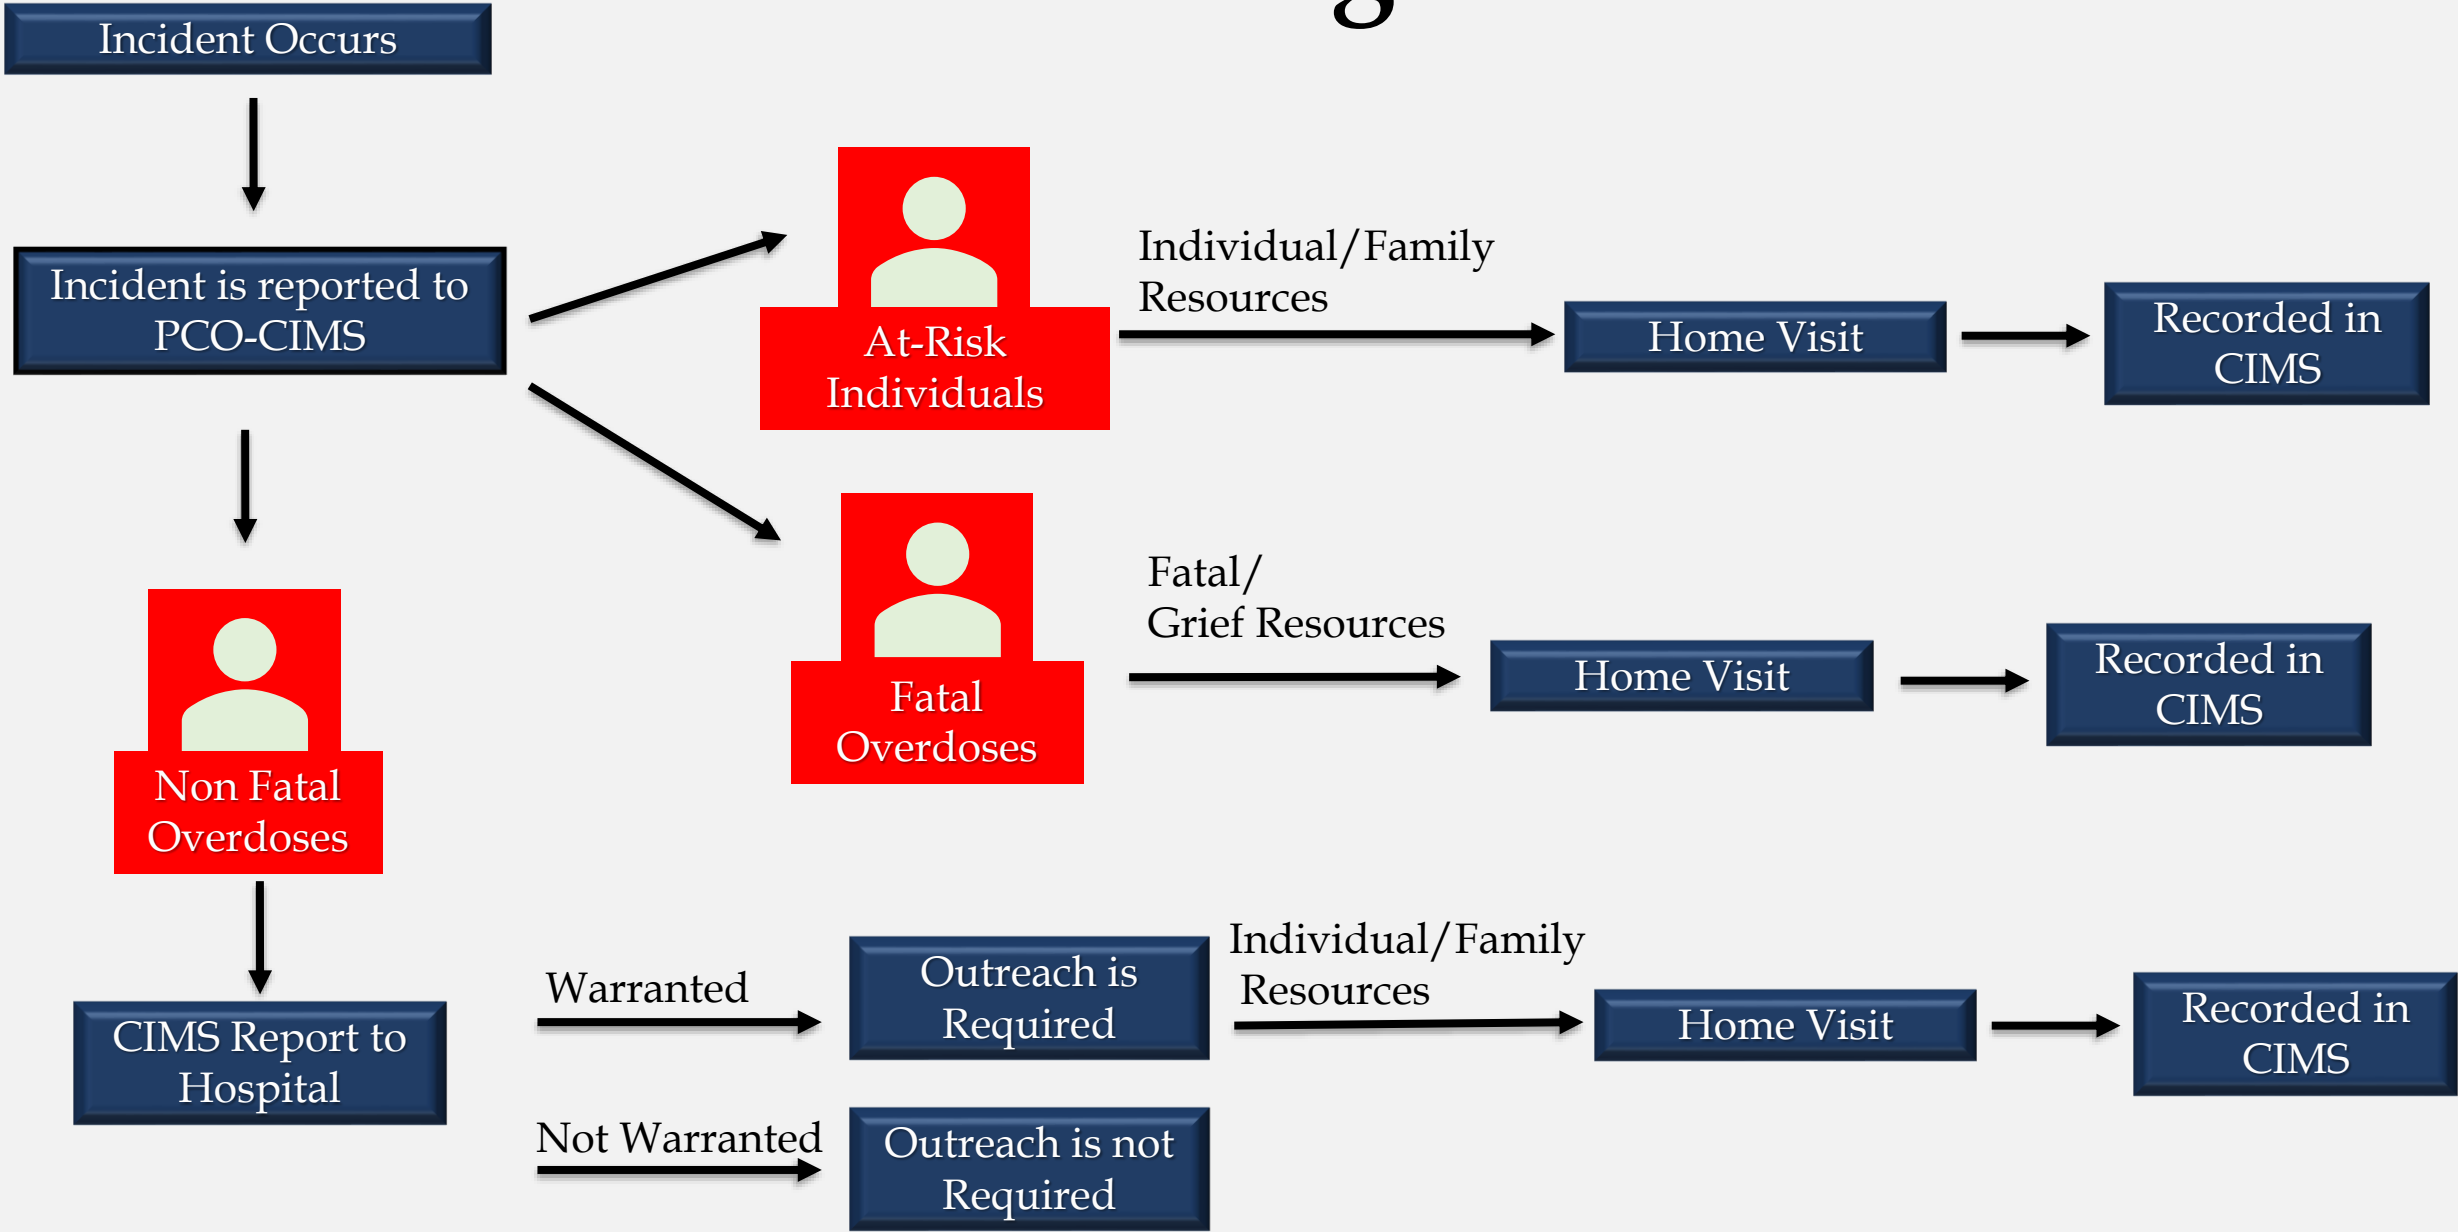 Incident Occurs
Incident is reported to
PCO-CIMS
At-Risk
Individuals
Individual/Family
Resources
Home Visit
Recorded in
CIMS
Fatal
Overdoses
Fatal/
Grief Resources
Home Visit
Recorded in
CIMS
Non Fatal
Overdoses
CIMS Report to
Hospital
Warranted
Outreach is
Required
Individual/Family
Resources
Home Visit
Recorded in
CIMS
Not Warranted
Outreach is not
Required